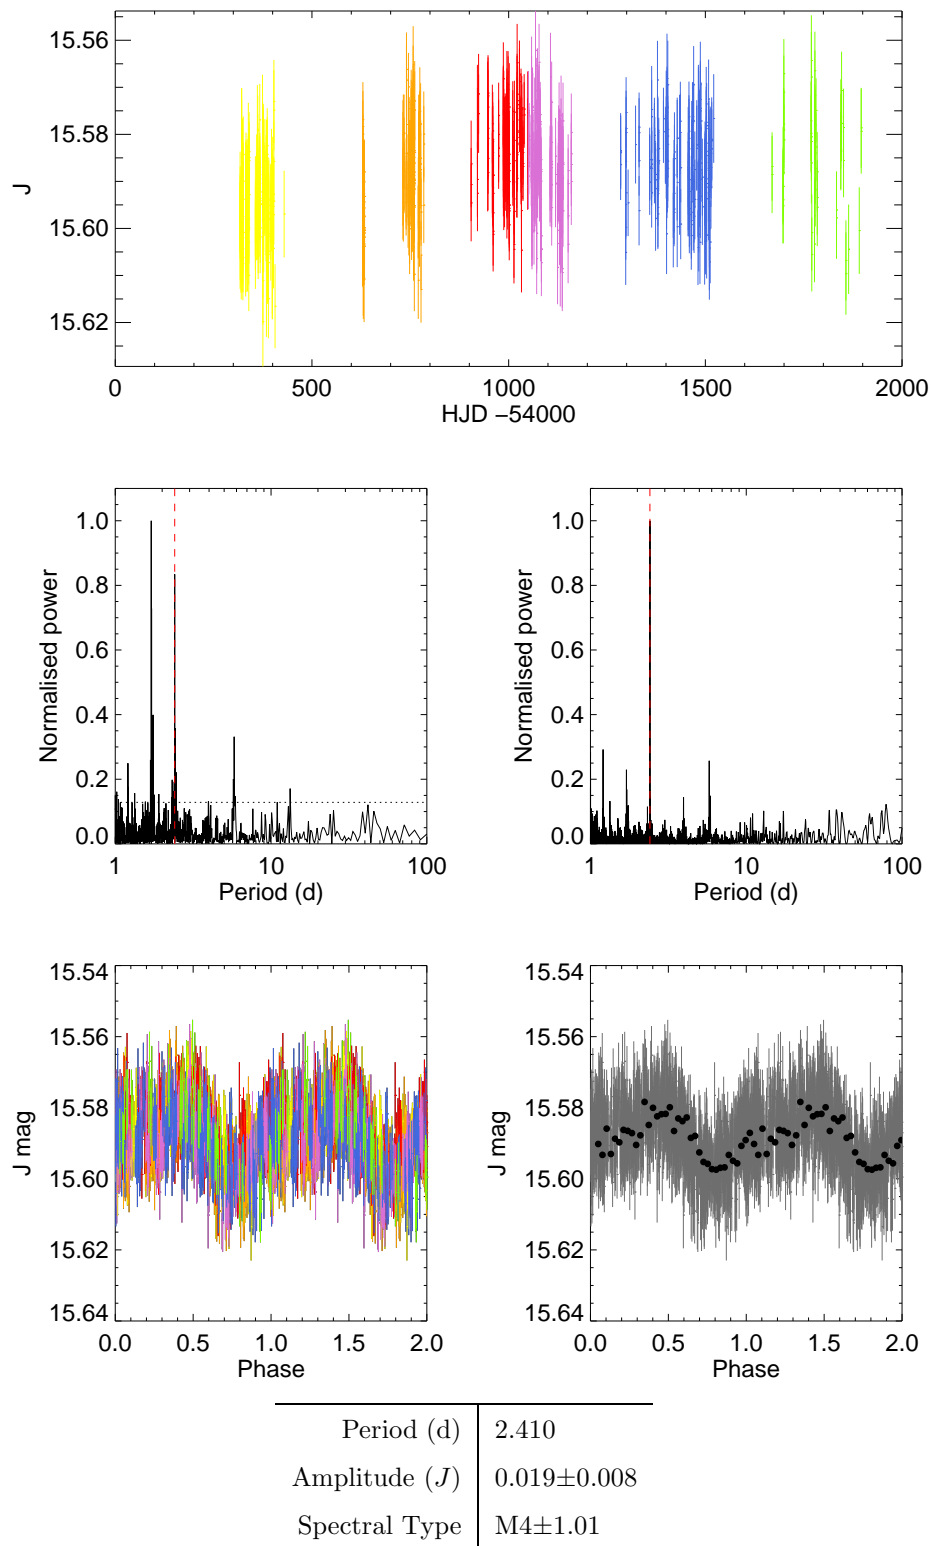 15.56
15.58
15.60
15.62
J
0 500 1000 1500 2000
HJD −54000
1.0 1.0
0.8 0.8
0.6 0.6
0.4 0.4
0.2 0.2
0.0 0.0
Normalised power Normalised power
1 10 100 1 10 100
Period (d) Period (d)
15.54 15.54
15.56 15.56
15.58 15.58
15.60 15.60
15.62 15.62
15.64 15.64
J mag J mag
0.0 0.5 1.0 1.5 2.0 0.0 0.5 1.0 1.5 2.0
Phase Phase
Period (d) 2.410
Amplitude (J) 0.019±0.008
Spectral Type M4±1.01